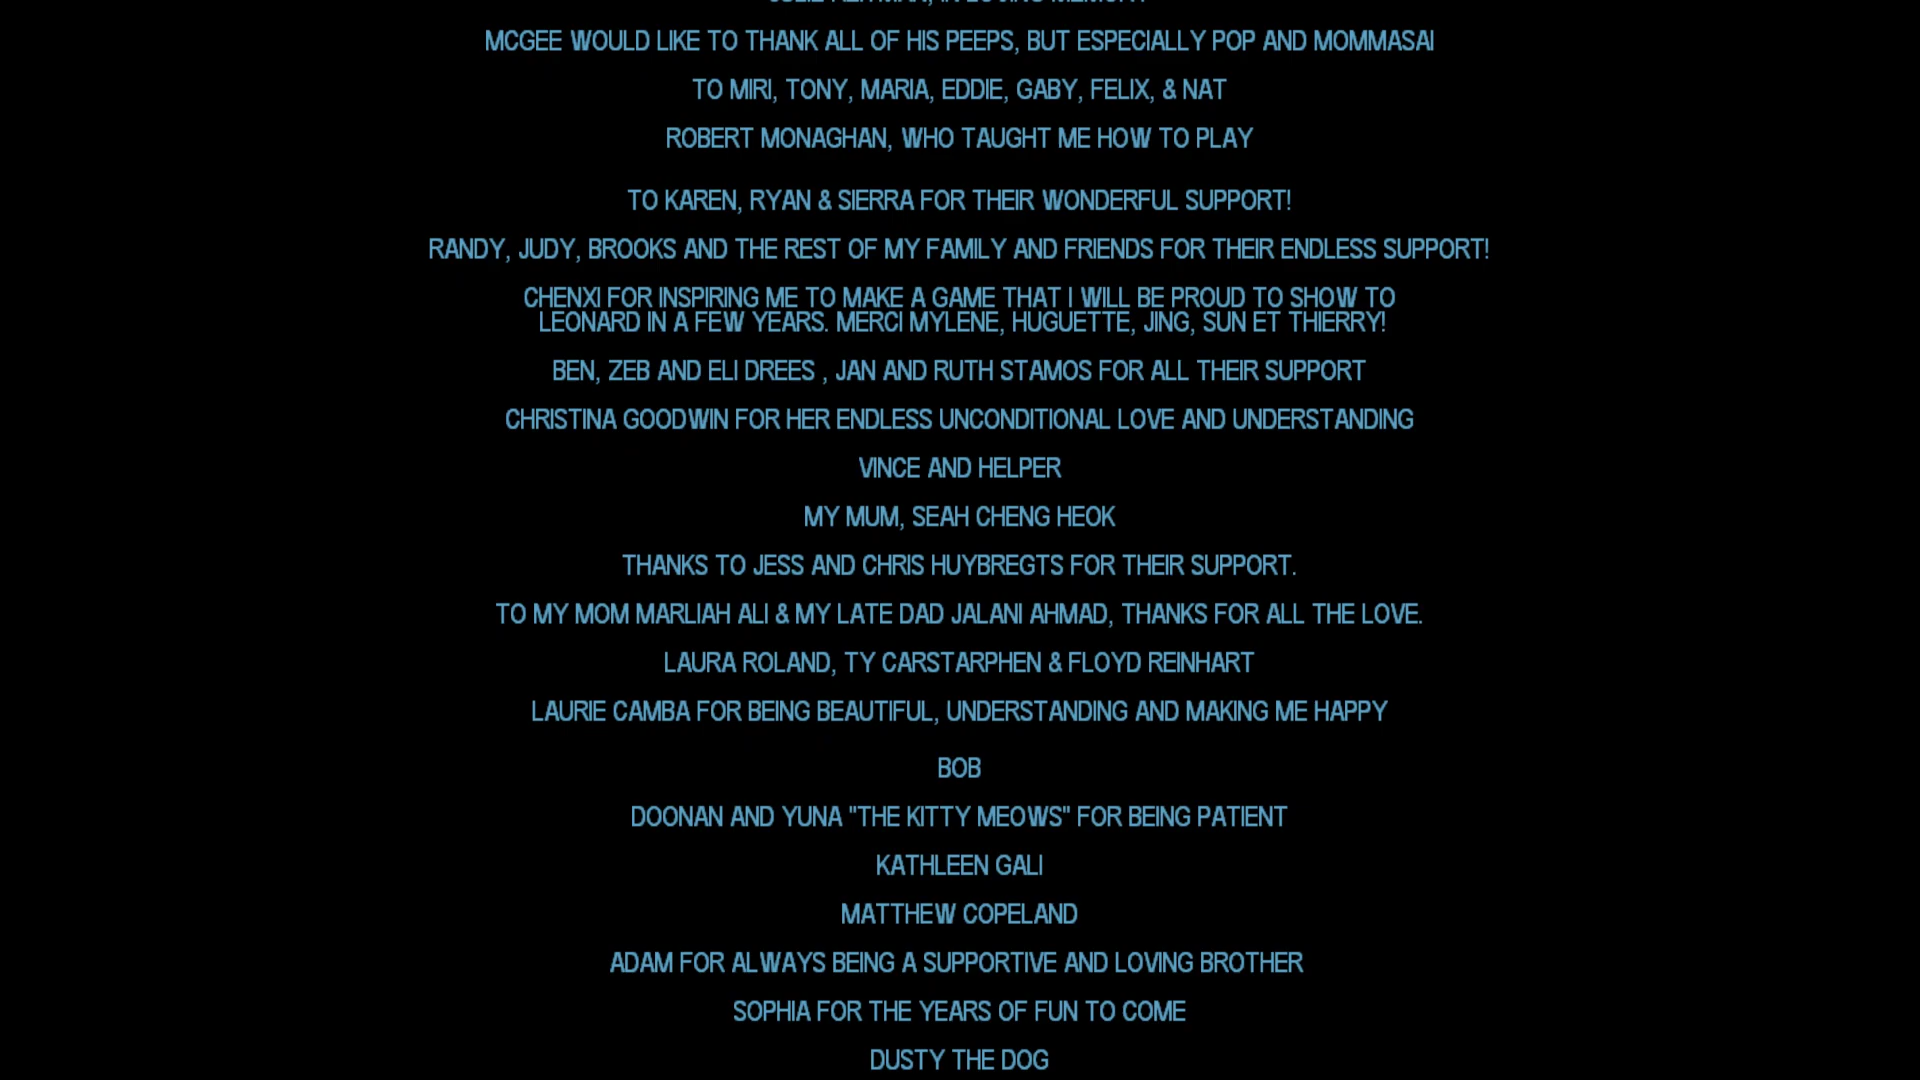 MCGEE WOULD LIKE TO THANK ALL OF HIS PEEPS, BUT ESPECIALLY POP AND MOMMASAI
TO MIRI, TONY, MARIA, EDDIE, GABY, FELIX, & NAT
ROBERT MONAGHAN, WHO TAUGHT ME HOW TO PLAY
TO KAREN, RYAN & SIERRA FOR THEIR WONDERFUL SUPPORT!
RANDY, JUDY, BROOKS AND THE REST OF MY FAMILY AND FRIENDS FOR THEIR ENDLESS SUPPORT!
CHENXI FOR INSPIRING ME TO MAKE A GAME THAT I WILL BE PROUD TO SHOW TO
LEONARD IN A FEW YEARS. MERCI MYLENE, HUGUETTE, JING, SUN ET THIERRY!
BEN, ZEB AND ELI DREES , JAN AND RUTH STAMOS FOR ALL THEIR SUPPORT
CHRISTINA GOODWIN FOR HER ENDLESS UNCONDITIONAL LOVE AND UNDERSTANDING
VINCE AND HELPER
MY MUM, SEAH CHENG HEOK
THANKS TO JESS AND CHRIS HUYBREGTS FOR THEIR SUPPORT.
TO MY MOM MARLIAH ALI & MY LATE DAD JALANI AHMAD, THANKS FOR ALL THE LOVE.
LAURA ROLAND, TY CARSTARPHEN & FLOYD REINHART
LAURIE CAMBA FOR BEING BEAUTIFUL, UNDERSTANDING AND MAKING ME HAPPY
BOB
DOONAN AND YUNA "THE KITTY MEOWS" FOR BEING PATIENT
KATHLEEN GALI
MATTHEW COPELAND
ADAM FOR ALWAYS BEING A SUPPORTIVE AND LOVING BROTHER
SOPHIA FOR THE YEARS OF FUN TO COME
DUSTY THE DOG